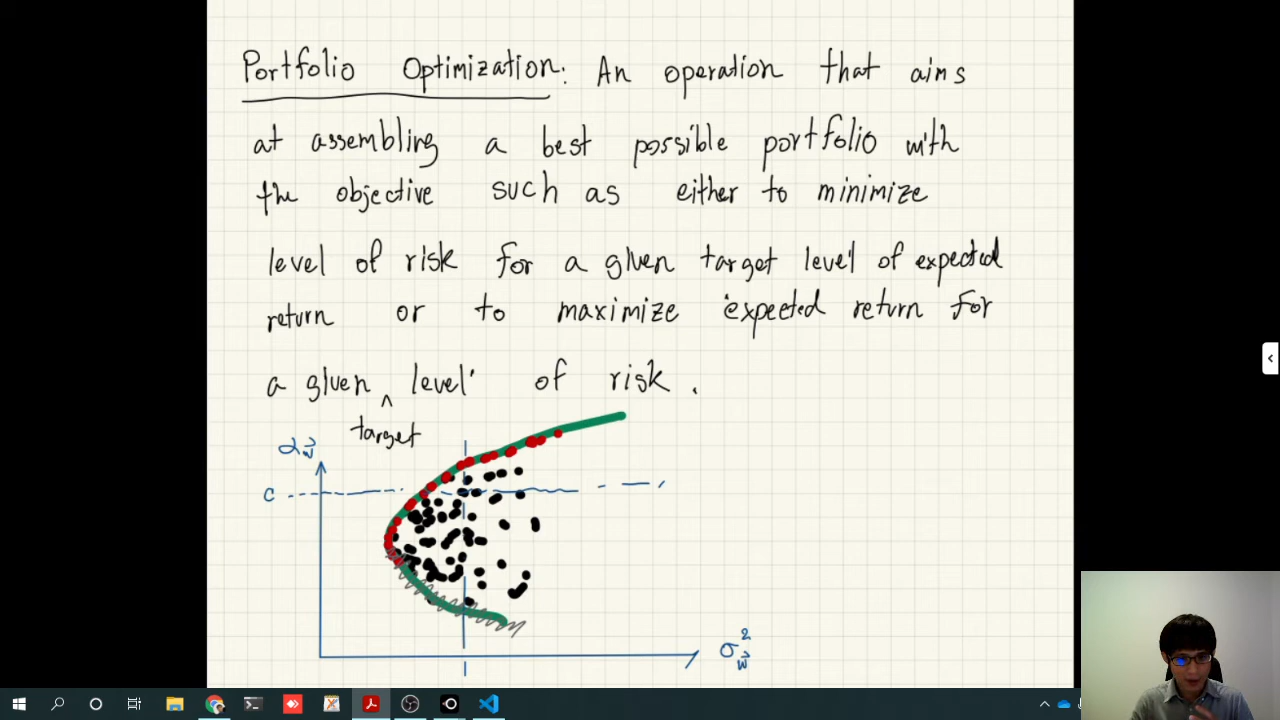 Portfolio Optimization: An operation that aims
at assembling a best possible portfolio with
the objective such as either to minimize
level of risk for a given target level of expected
return or to maximize expected return for
a given ^ level of risk.
target
α w⃗
c
σ² w⃗